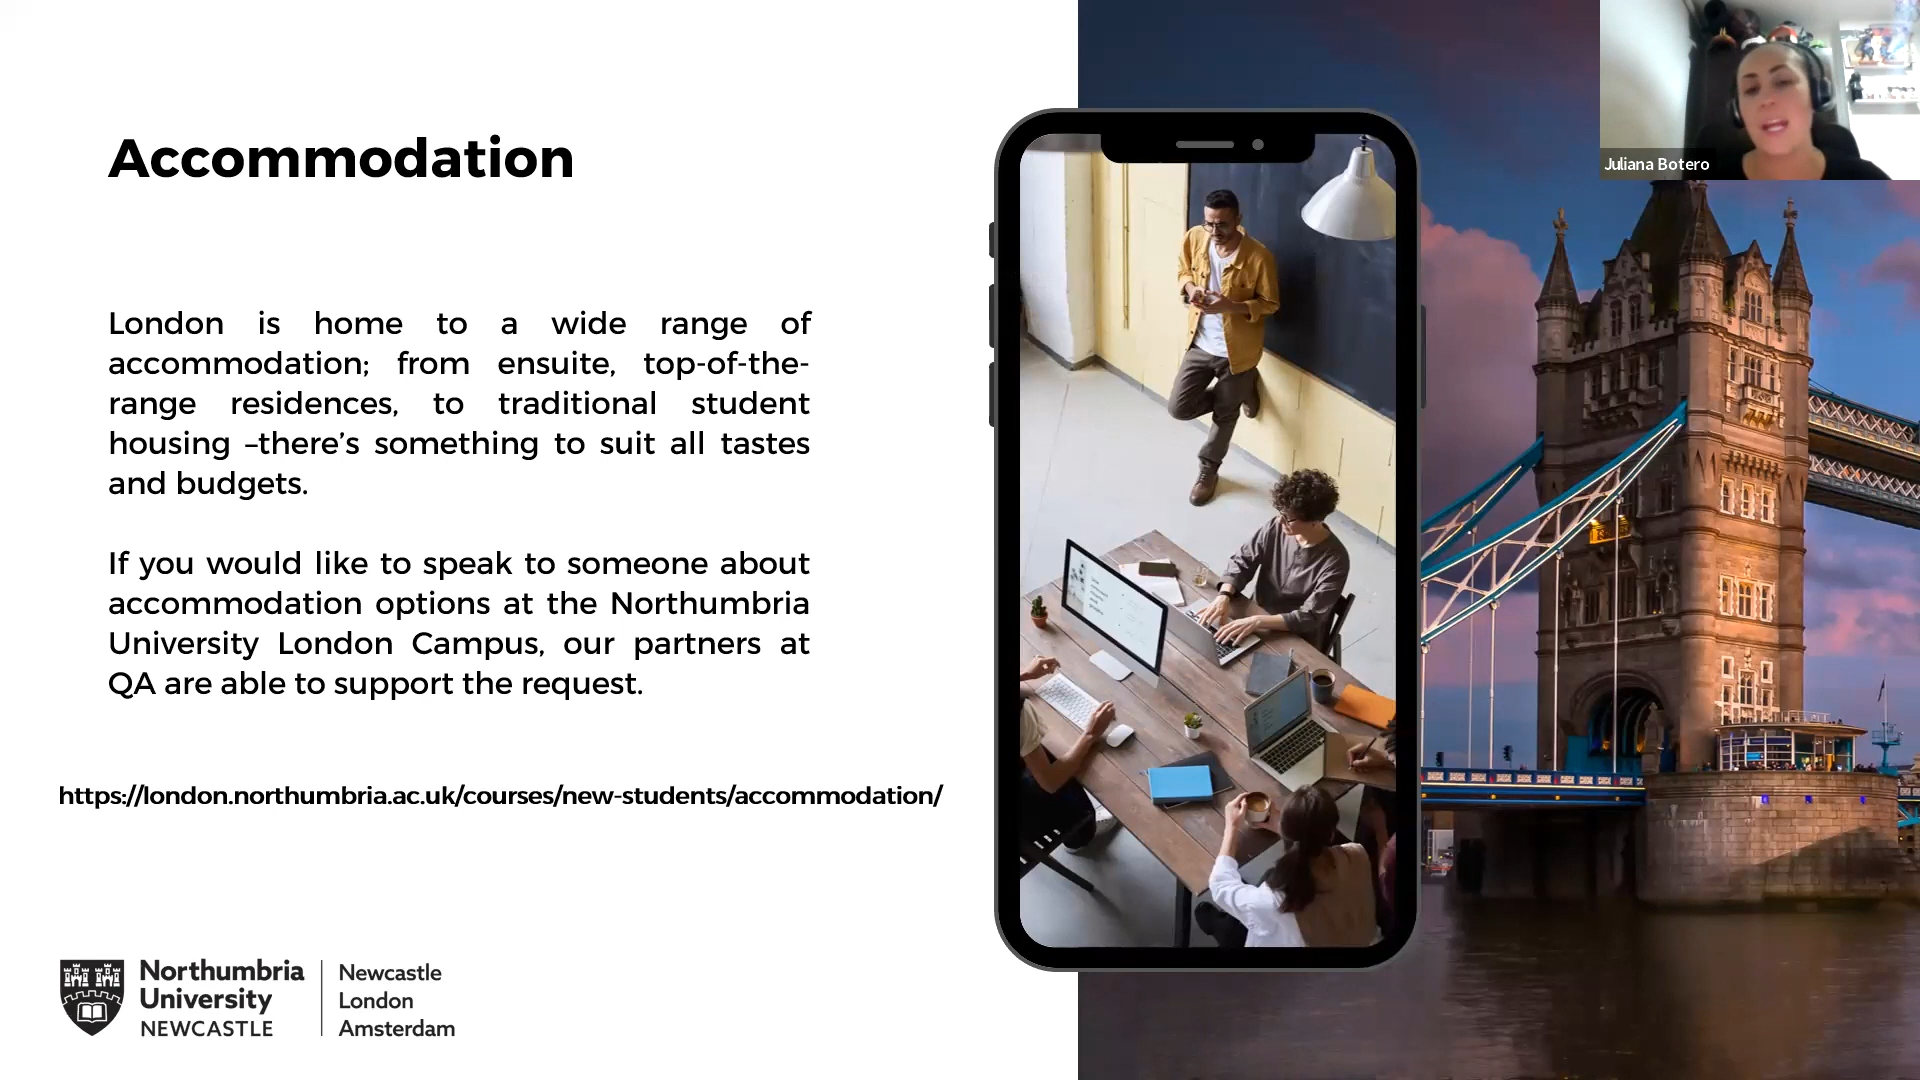 Accommodation
London is home to a wide range of
accommodation; from ensuite, top-of-the-
range residences, to traditional student
housing –there’s something to suit all tastes
and budgets.
If you would like to speak to someone about
accommodation options at the Northumbria
University London Campus, our partners at
QA are able to support the request.
https://london.northumbria.ac.uk/courses/new-students/accommodation/
Northumbria
University
NEWCASTLE
Newcastle
London
Amsterdam
Juliana Botero